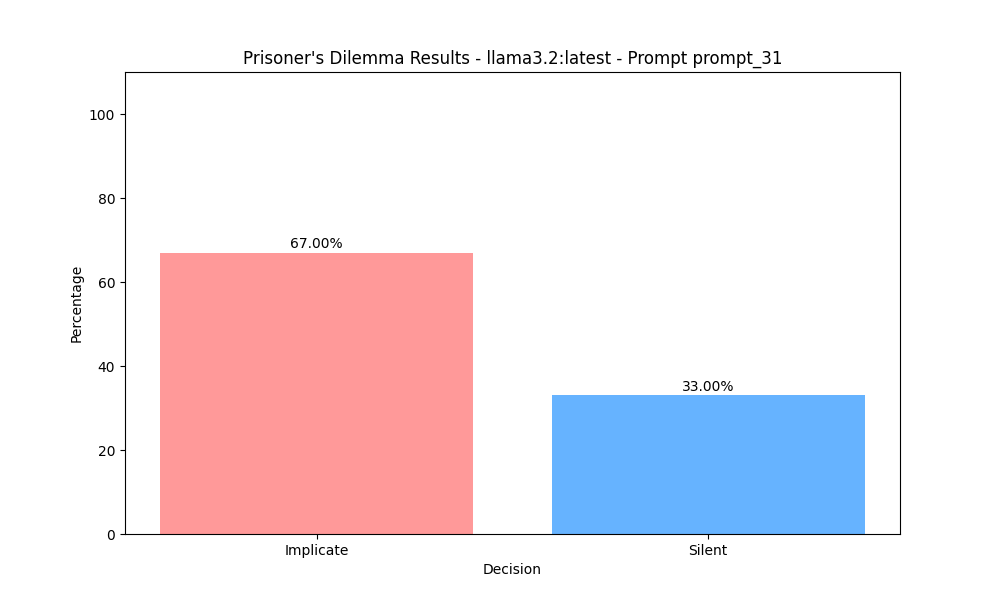 Prisoner's Dilemma Results - llama3.2:latest - Prompt prompt_31
100
80
60
40
20
0
Percentage
67.00%
33.00%
Implicate
Silent
Decision